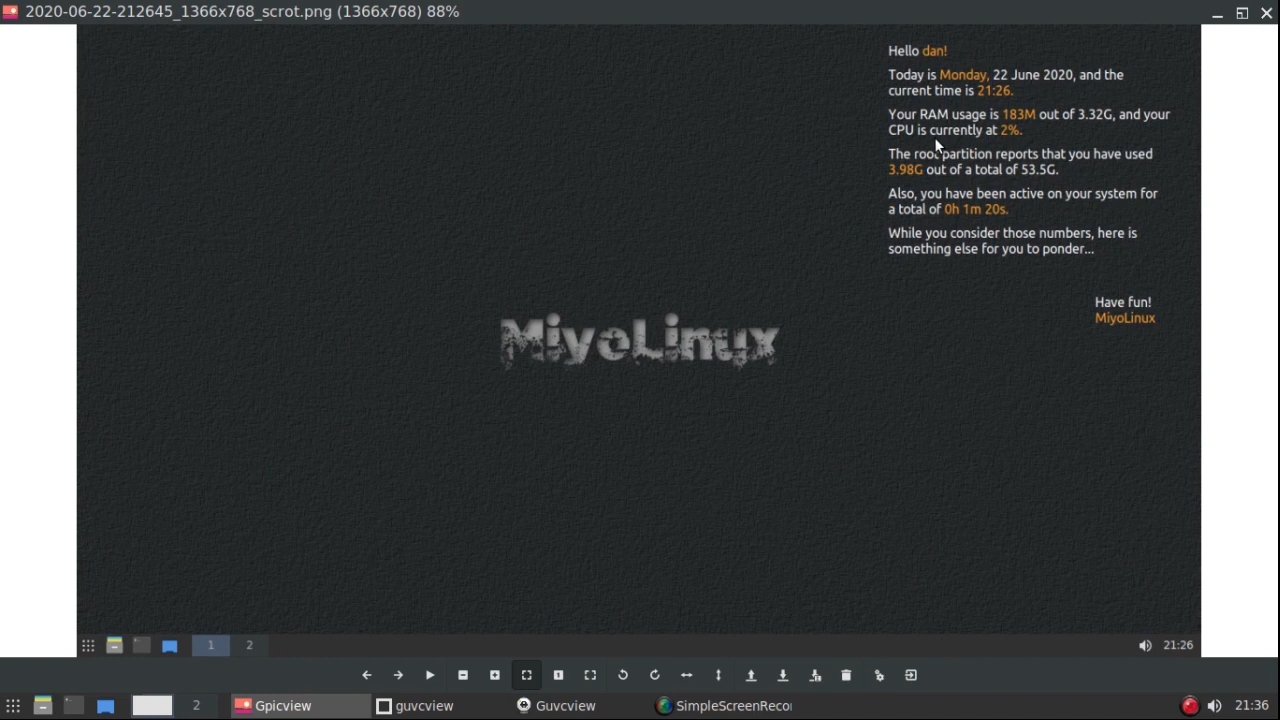 2020-06-22-212645_1366x768_scrot.png (1366x768) 88%
Hello dan!
Today is Monday, 22 June 2020, and the
current time is 21:26.
Your RAM usage is 183M out of 3.32G, and your
CPU is currently at 2%.
The root partition reports that you have used
3.98G out of a total of 53.5G.
Also, you have been active on your system for
a total of 0h 1m 20s.
While you consider those numbers, here is
something else for you to ponder...
Have fun!
MiyoLinux
MiyoLinux
1 2 21:26
2 Gpicview guvcview Guvcview SimpleScreenReco 21:36